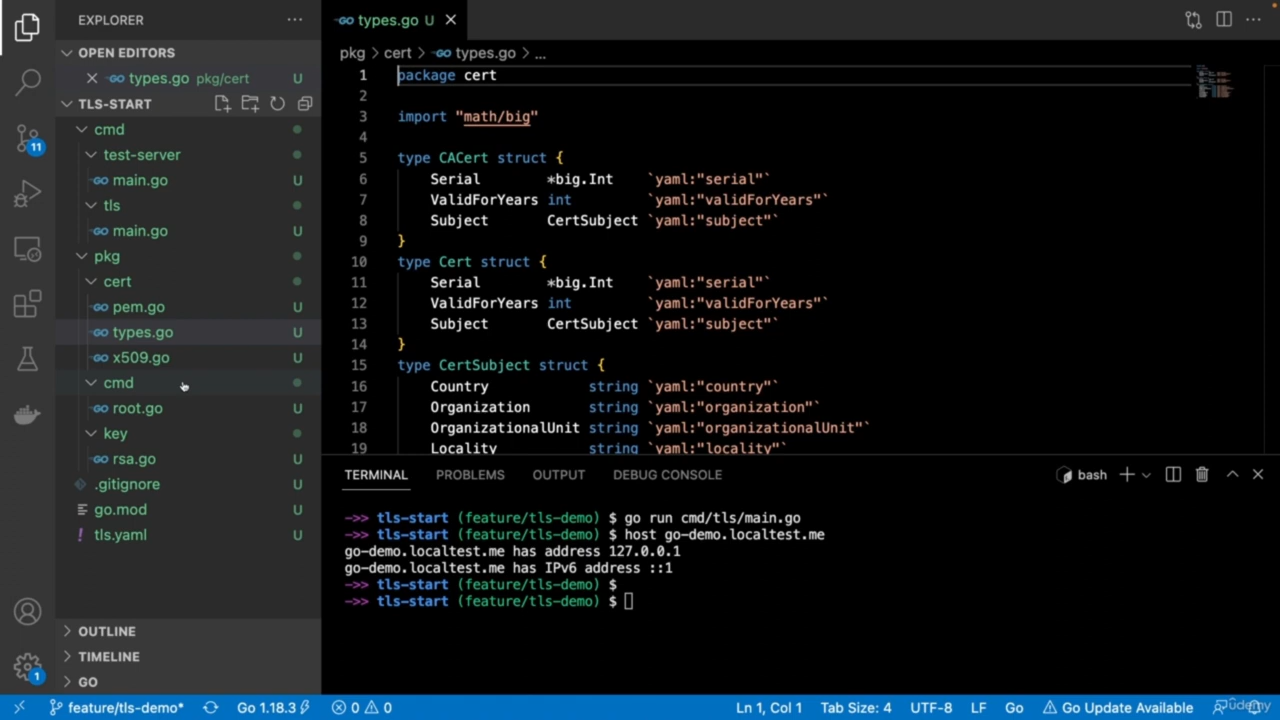 EXPLORER
types.go U
OPEN EDITORS
types.go pkg/cert U
pkg > cert > types.go > ...
TLS-START
cmd
test-server
main.go U
tls
main.go U
pkg
cert
pem.go U
types.go U
x509.go U
cmd
root.go U
key
rsa.go U
.gitignore U
go.mod U
! tls.yaml U
OUTLINE
TIMELINE
GO
11
1
1 package cert
2
3 import "math/big"
4
5 type CACert struct {
6 Serial *big.Int `yaml:"serial"`
7 ValidForYears int `yaml:"validForYears"`
8 Subject CertSubject `yaml:"subject"`
9 }
10 type Cert struct {
11 Serial *big.Int `yaml:"serial"`
12 ValidForYears int `yaml:"validForYears"`
13 Subject CertSubject `yaml:"subject"`
14 }
15 type CertSubject struct {
16 Country string `yaml:"country"`
17 Organization string `yaml:"organization"`
18 OrganizationalUnit string `yaml:"organizationalUnit"`
19 Locality string `yaml:"locality"`
TERMINAL PROBLEMS OUTPUT DEBUG CONSOLE bash
->> tls-start (feature/tls-demo) $ go run cmd/tls/main.go
->> tls-start (feature/tls-demo) $ host go-demo.localtest.me
go-demo.localtest.me has address 127.0.0.1
go-demo.localtest.me has IPv6 address ::1
->> tls-start (feature/tls-demo) $
->> tls-start (feature/tls-demo) $
feature/tls-demo* Go 1.18.3 0 0 Ln 1, Col 1 Tab Size: 4 UTF-8 LF Go Go Update Available
Udemy